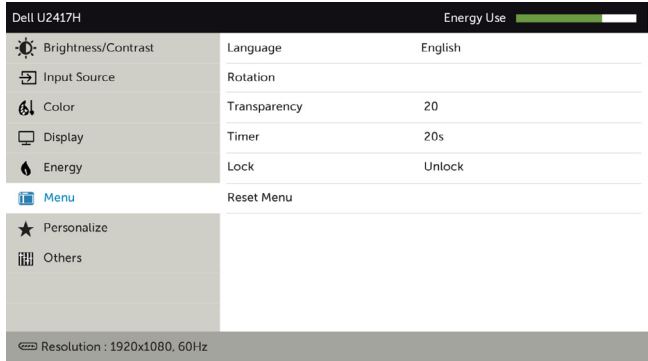 Dell U2417H Energy Use
Brightness/Contrast Language English
Input Source Rotation
Color Transparency 20
Display Timer 20s
Energy Lock Unlock
Menu Reset Menu
Personalize
Others
Resolution : 1920x1080, 60Hz